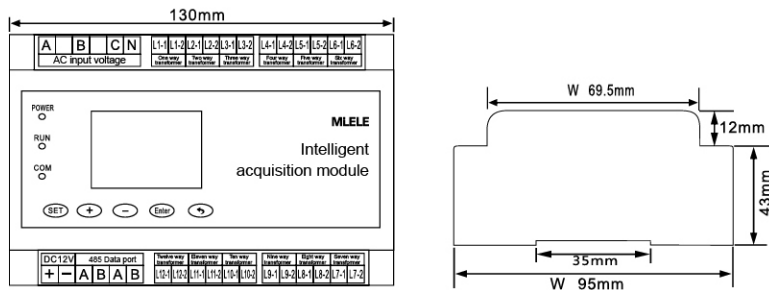 130mm
A B C N L1-1 L1-2 L2-1 L2-2 L3-1 L3-2 L4-1 L4-2 L5-1 L5-2 L6-1 L6-2
AC input voltage One way transformer Two way transformer Three way transformer Four way transformer Five way transformer Six way transformer
POWER
RUN
COM
MLELE
Intelligent
acquisition module
SET + − Enter
DC12V 485 Data port Twelve way transformer Eleven way transformer Ten way transformer Nine way transformer Eight way transformer Seven way transformer
+ − A B A B L12-1 L12-2 L11-1 L11-2 L10-1 L10-2 L9-1 L9-2 L8-1 L8-2 L7-1 L7-2
W 69.5mm
12mm
43mm
35mm
W 95mm